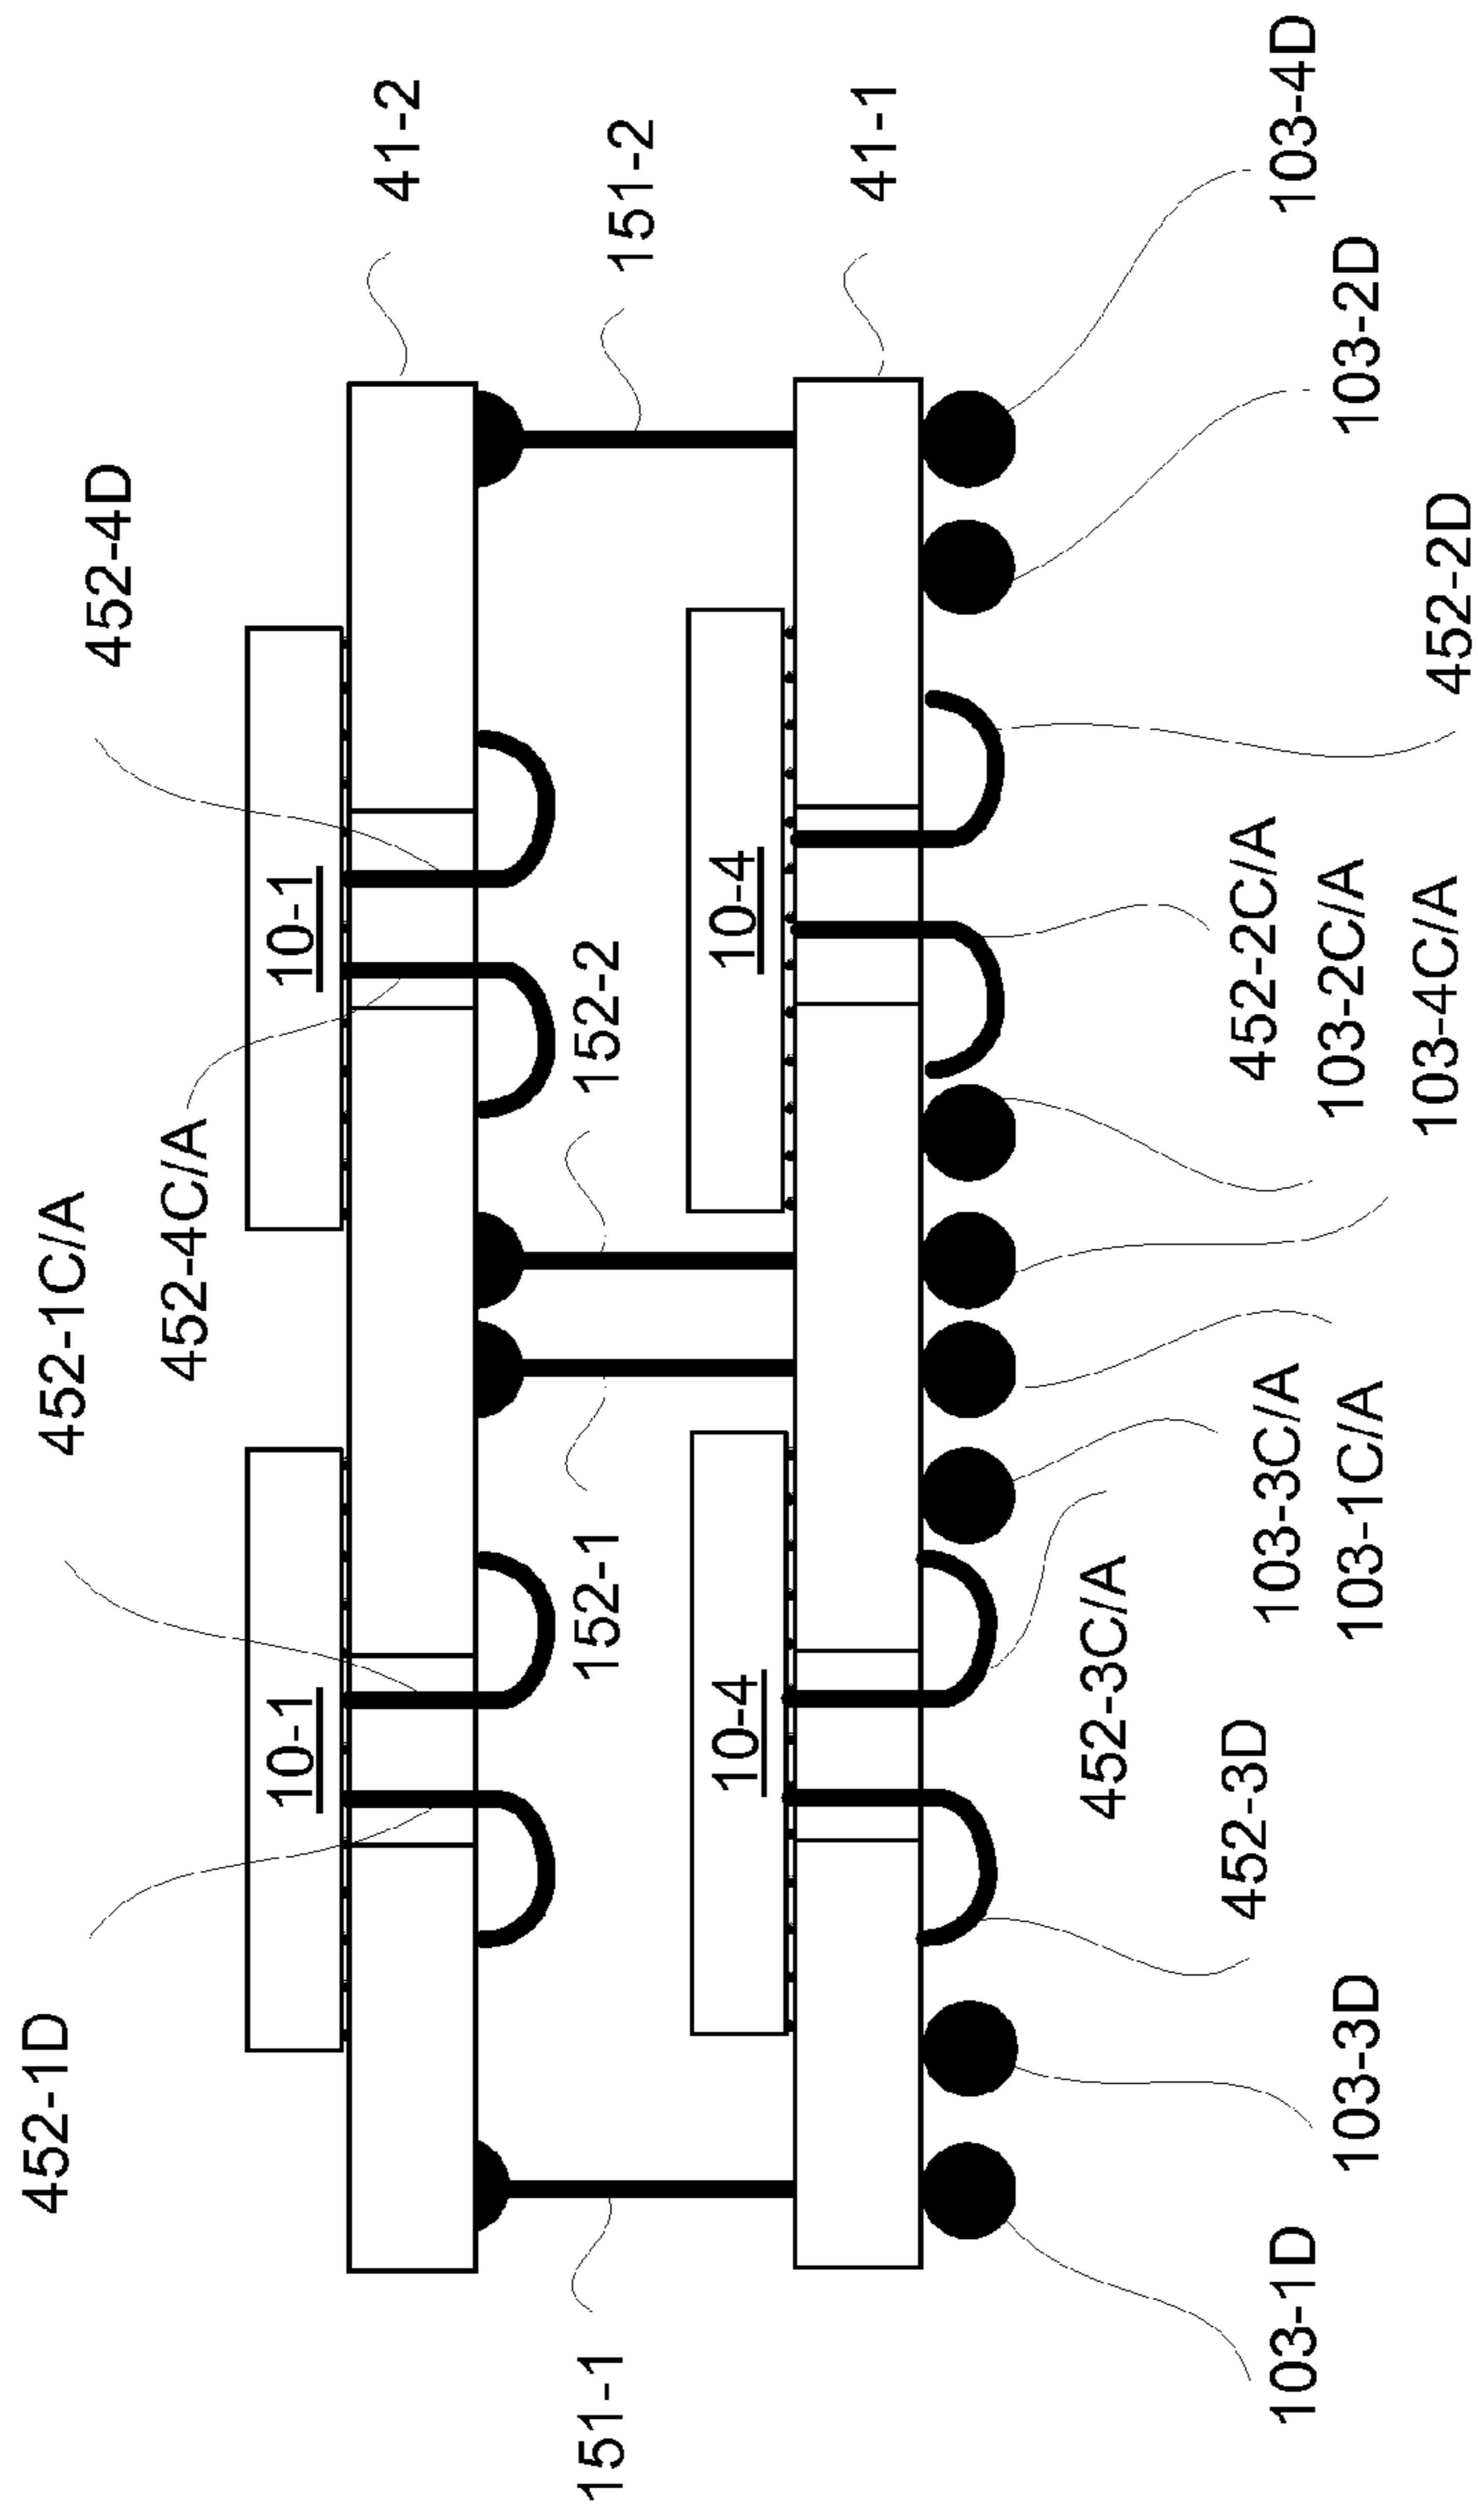 452-1D
452-1C/A
452-4D
452-4C/A
10-1
10-1
41-2
151-1
152-1
152-2
151-2
10-4
10-4
41-1
452-3C/A
452-2C/A
452-3D
103-1D
103-3C/A
103-4D
103-3D
103-1C/A
103-2C/A
103-2D
103-4C/A
452-2D